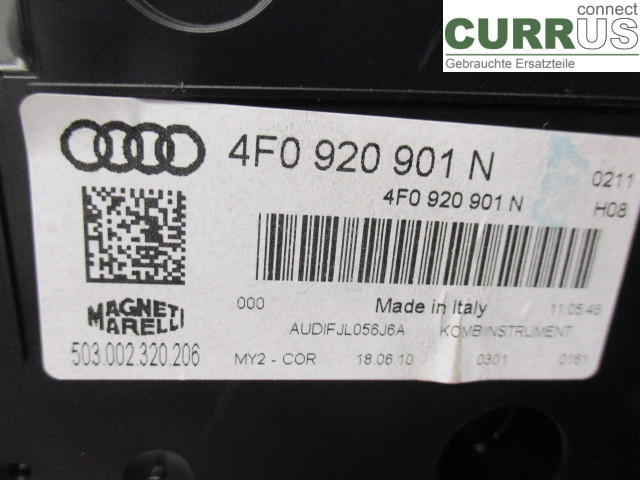 connect
CURRUS
Gebrauchte Ersatzteile
4F0 920 901 N
0211
4F0 920 901 N
H08
000
Made in Italy
11:05:46
MAGNETI
MARELLI
AUDIFJL056J6A
KOMBIINSTRUMENT
503.002.320.206
MY2 - COR
18.06.10
0301
0161